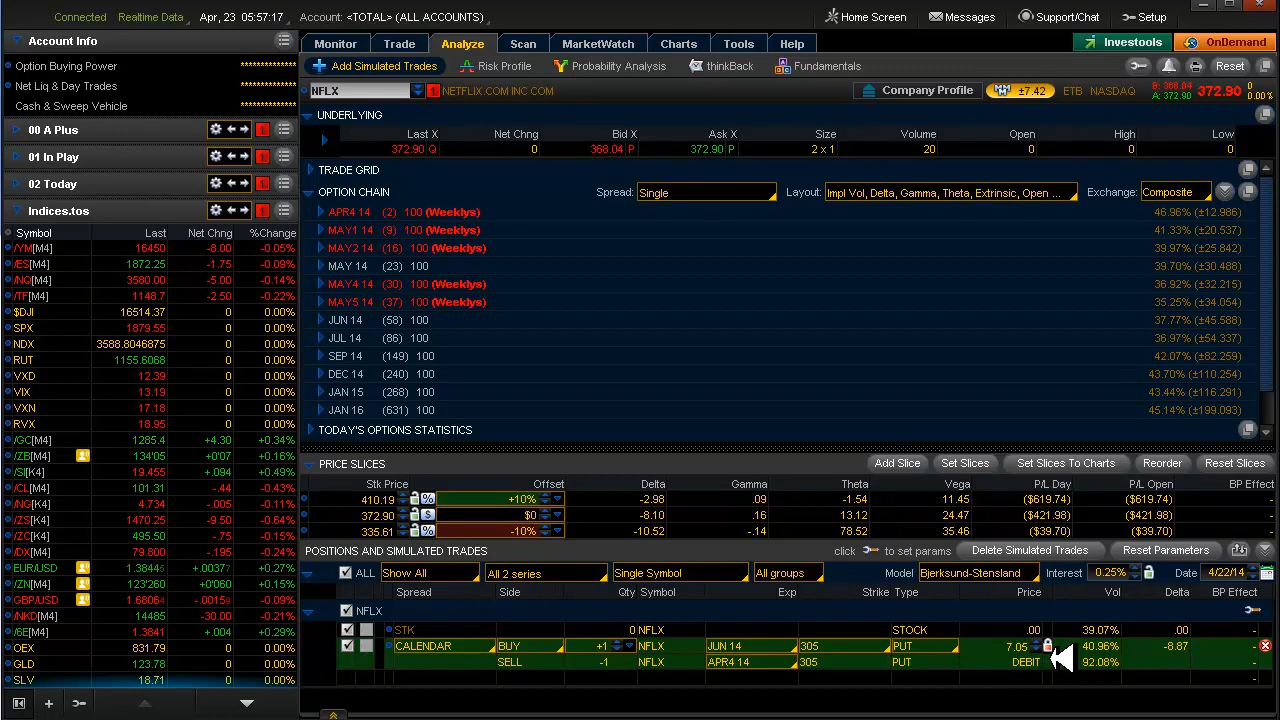 Connected Realtime Data Apr, 23 05:57:17 Account: <TOTAL> (ALL ACCOUNTS) Home Screen Messages Support/Chat Setup
Account Info
Option Buying Power **************
Net Liq & Day Trades **************
Cash & Sweep Vehicle **************
00 A Plus 1
01 In Play 1
02 Today 1
Indices.tos 1
Symbol Last Net Chng %Change
/YM[M4] 16450 -8.00 -0.05%
/ES[M4] 1872.25 -1.75 -0.09%
/NQ[M4] 3580.00 -5.00 -0.14%
/TF[M4] 1148.7 -2.50 -0.22%
$DJI 16514.37 0 0.00%
SPX 1879.55 0 0.00%
NDX 3588.8046875 0 0.00%
RUT 1155.6068 0 0.00%
VXD 12.39 0 0.00%
VIX 13.19 0 0.00%
VXN 17.18 0 0.00%
RVX 18.95 0 0.00%
/GC[M4] 1285.4 +4.30 +0.34%
/ZB[M4] 134'05 +0'07 +0.16%
/SI[K4] 19.455 +.094 +0.49%
/CL[M4] 101.31 -.44 -0.43%
/NG[K4] 4.734 -.005 -0.11%
/ZS[K4] 1470.25 -9.50 -0.64%
/ZC[K4] 495.50 -.75 -0.15%
/DX[M4] 79.800 -.195 -0.24%
EUR/USD 1.38446 +.0037 +0.27%
/ZN[M4] 123'260 +0'060 +0.15%
GBP/USD 1.68064 -.0015 -0.09%
/NKD[M4] 14485 -30.00 -0.21%
/6E[M4] 1.3841 +.004 +0.29%
OEX 831.79 0 0.00%
GLD 123.78 0 0.00%
SLV 18.71 0 0.00%
Monitor Trade Analyze Scan MarketWatch Charts Tools Help Investools OnDemand
Add Simulated Trades Risk Profile Probability Analysis thinkBack Fundamentals Reset
NFLX 1 NETFLIX.COM INC COM Company Profile ±7.42 ETB NASDAQ B: 368.04 A: 372.90 372.90 0 0.00%
UNDERLYING
Last X Net Chng Bid X Ask X Size Volume Open High Low
372.90 Q 0 368.04 P 372.90 P 2 x 1 20 0 0 0
TRADE GRID
OPTION CHAIN Spread: Single Layout: Impl Vol, Delta, Gamma, Theta, Extrinsic, Open ... Exchange: Composite
APR4 14 (2) 100 (Weeklys) 46.96% (±12.986)
MAY1 14 (9) 100 (Weeklys) 41.33% (±20.537)
MAY2 14 (16) 100 (Weeklys) 39.97% (±25.842)
MAY 14 (23) 100 39.70% (±30.488)
MAY4 14 (30) 100 (Weeklys) 36.92% (±32.215)
MAY5 14 (37) 100 (Weeklys) 35.25% (±34.054)
JUN 14 (58) 100 37.77% (±45.588)
JUL 14 (86) 100 36.97% (±54.337)
SEP 14 (149) 100 42.07% (±82.259)
DEC 14 (240) 100 43.70% (±110.254)
JAN 15 (268) 100 43.44% (±116.291)
JAN 16 (631) 100 45.14% (±199.093)
TODAY'S OPTIONS STATISTICS
PRICE SLICES Add Slice Set Slices Set Slices To Charts Reorder Reset Slices
Stk Price Offset Delta Gamma Theta Vega P/L Day P/L Open BP Effect
410.19 % +10% -2.98 .09 -1.54 11.45 ($619.74) ($619.74) -
372.90 $ $0 -8.10 .16 13.12 24.47 ($421.98) ($421.98) -
335.61 % -10% -10.52 -.14 78.52 35.46 ($39.70) ($39.70) -
POSITIONS AND SIMULATED TRADES click to set params Delete Simulated Trades Reset Parameters
ALL Show All All 2 series Single Symbol All groups Model Bjerksund-Stensland Interest 0.25% Date 4/22/14
Spread Side Qty Symbol Exp Strike Type Price Vol Delta BP Effect
NFLX
STK 0 NFLX STOCK .00 39.07% .00 -
CALENDAR BUY +1 NFLX JUN 14 305 PUT 7.05 40.96% -8.87 -
SELL -1 NFLX APR4 14 305 PUT DEBIT 92.08%
-